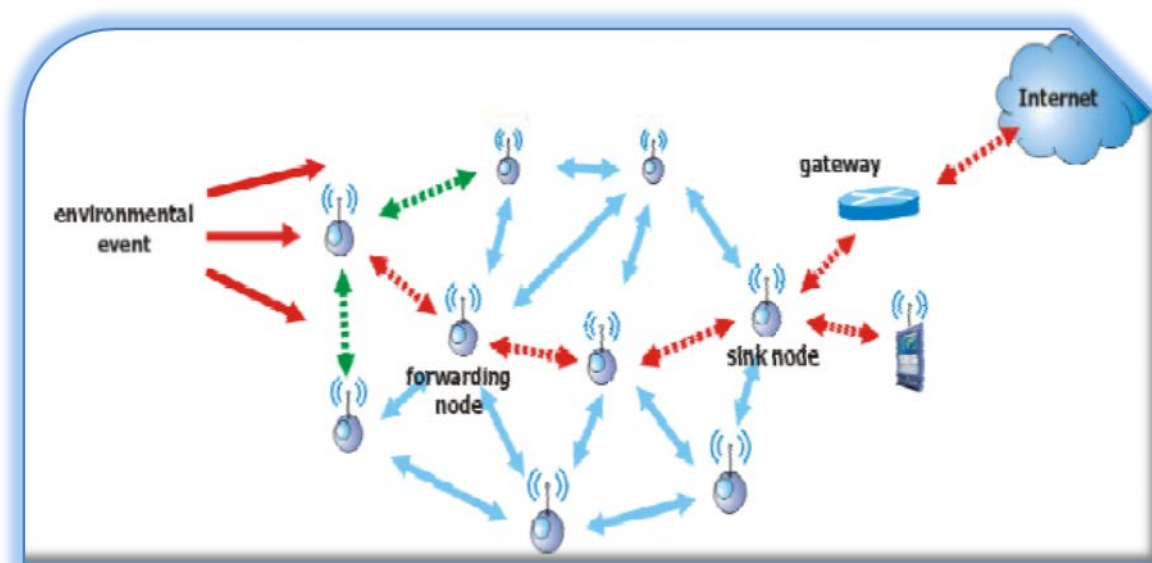 Internet
gateway
environmental
event
sink node
forwarding
node